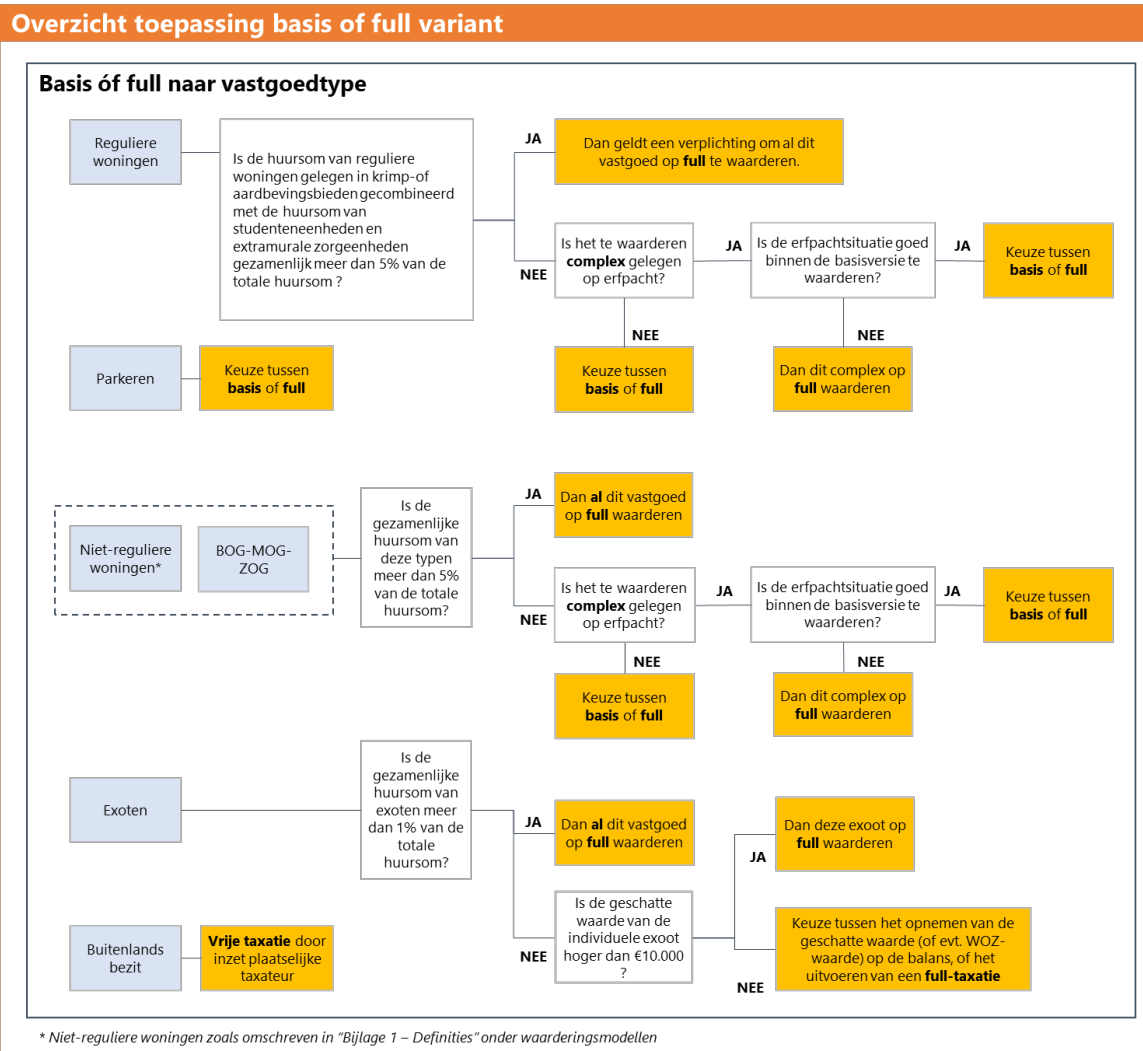 Overzicht toepassing basis of full variant
Basis óf full naar vastgoedtype
Reguliere
woningen
Is de huursom van reguliere
woningen gelegen in krimp-of
aardbevingsbieden gecombineerd
met de huursom van
studenteneenheden en
extramurale zorgeenheden
gezamenlijk meer dan 5% van de
totale huursom ?
JA
Dan geldt een verplichting om al dit
vastgoed op full te waarderen.
NEE
Is het te waarderen
complex gelegen
op erfpacht?
JA
Is de erfpachtsituatie goed
binnen de basisversie te
waarderen?
JA
Keuze tussen
basis of full
NEE
Keuze tussen
basis of full
NEE
Dan dit complex op
full waarderen
Parkeren
Keuze tussen
basis of full
Niet-reguliere
woningen*
BOG-MOG-
ZOG
Is de
gezamenlijke
huursom van
deze typen
meer dan 5%
van de totale
huursom?
JA
Dan al dit vastgoed
op full waarderen
NEE
Is het te waarderen
complex gelegen
op erfpacht?
JA
Is de erfpachtsituatie goed
binnen de basisversie te
waarderen?
JA
Keuze tussen
basis of full
NEE
Keuze tussen
basis of full
NEE
Dan dit complex op
full waarderen
Exoten
Is de
gezamenlijke
huursom van
exoten meer
dan 1% van de
totale
huursom?
JA
Dan al dit vastgoed
op full waarderen
NEE
Is de geschatte
waarde van de
individuele exoot
hoger dan €10.000
?
JA
Dan deze exoot op
full waarderen
NEE
Keuze tussen het opnemen van de
geschatte waarde (of evt. WOZ-
waarde) op de balans, of het
uitvoeren van een full-taxatie
Buitenlands
bezit
Vrije taxatie door
inzet plaatselijke
taxateur
* Niet-reguliere woningen zoals omschreven in "Bijlage 1 – Definities" onder waarderingsmodellen